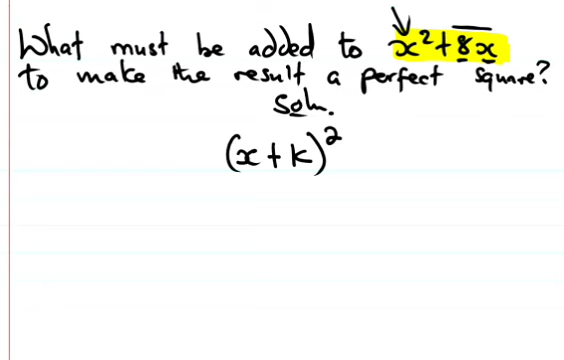 What must be added to x² + 8x
to make the result a perfect square?
Soln.
(x + k)²